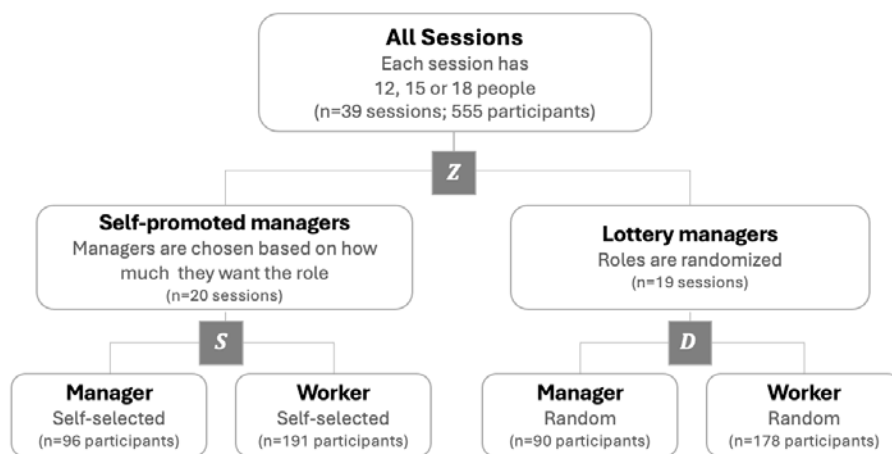 All Sessions
Each session has
12, 15 or 18 people
(n=39 sessions; 555 participants)
Z
Self-promoted managers
Managers are chosen based on how
much they want the role
(n=20 sessions)
Lottery managers
Roles are randomized
(n=19 sessions)
S
D
Manager
Self-selected
(n=96 participants)
Worker
Self-selected
(n=191 participants)
Manager
Random
(n=90 participants)
Worker
Random
(n=178 participants)